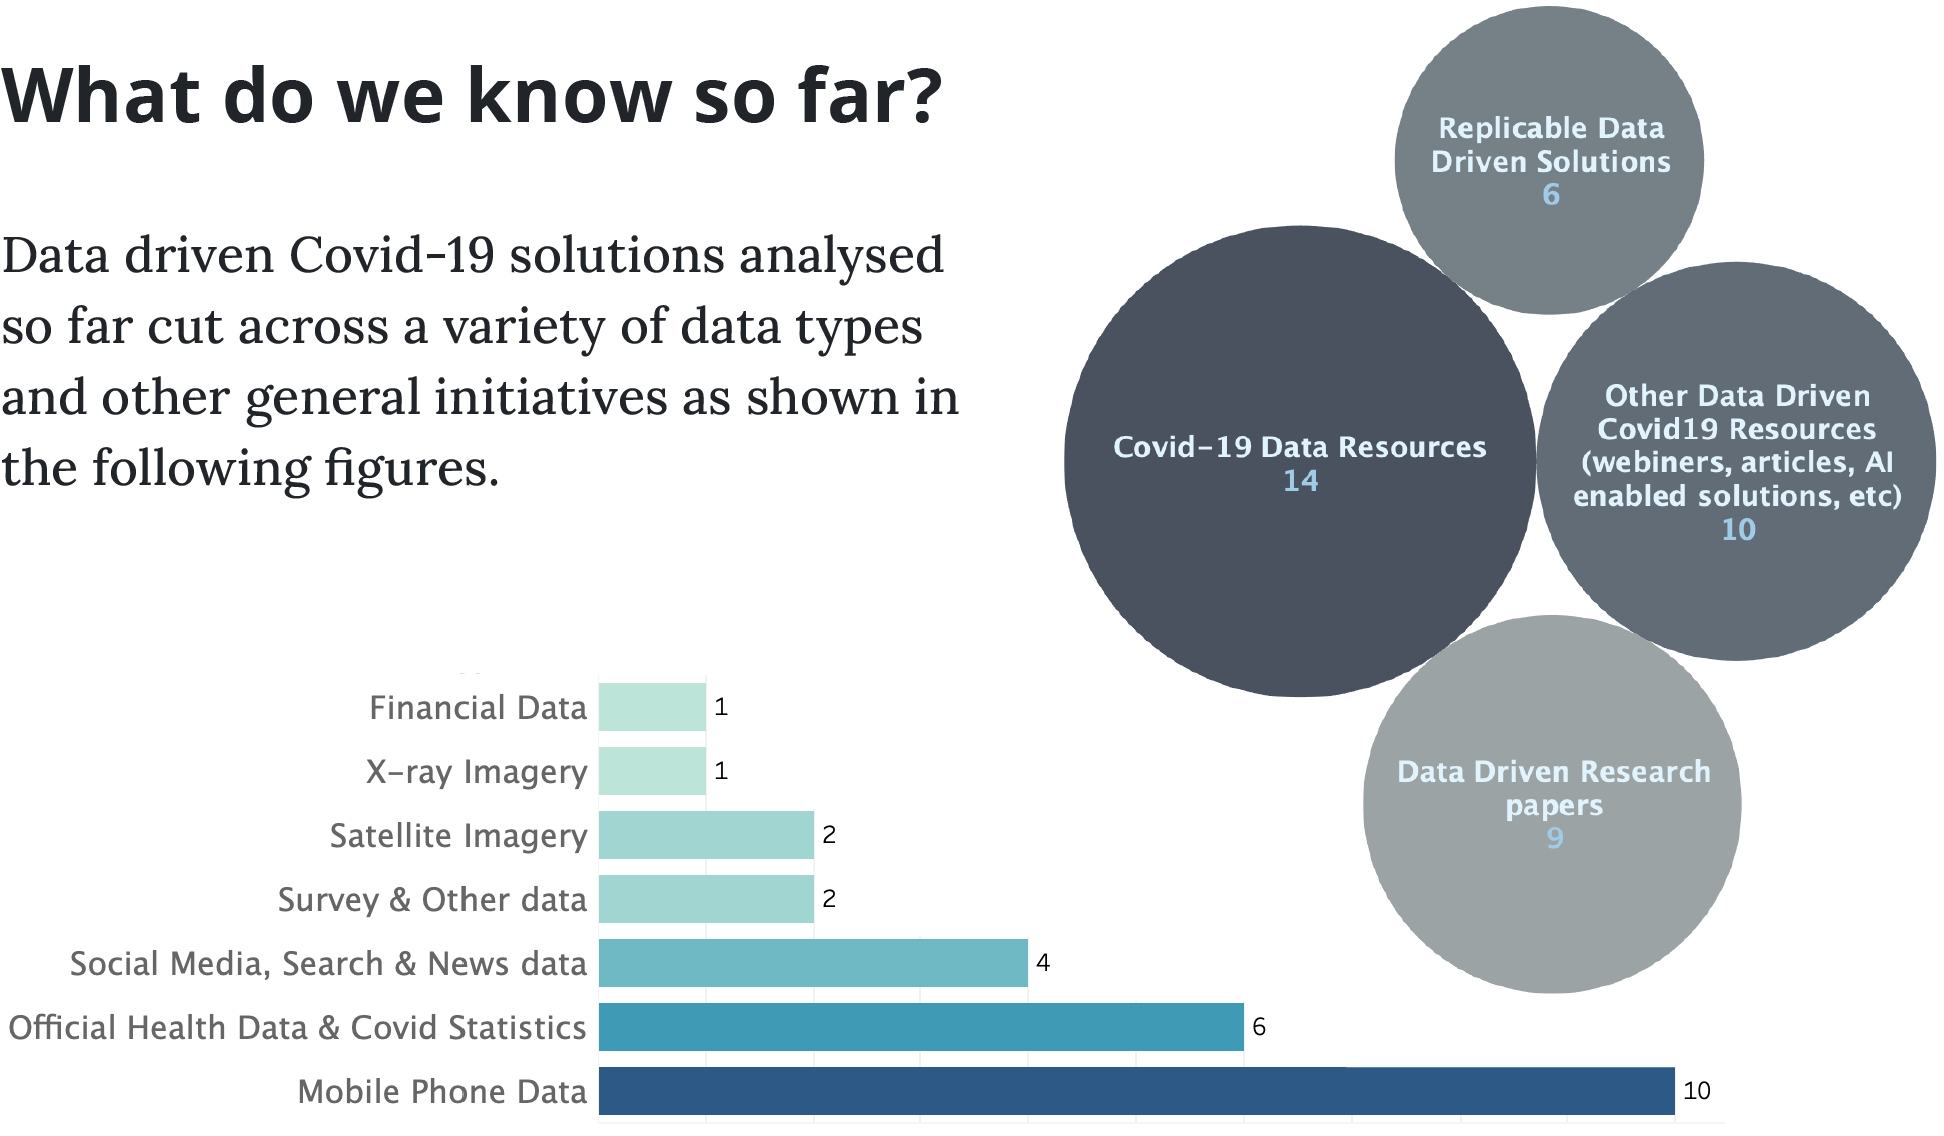 What do we know so far?
Data driven Covid-19 solutions analysed
so far cut across a variety of data types
and other general initiatives as shown in
the following figures.
Replicable Data
Driven Solutions
6
Covid-19 Data Resources
14
Other Data Driven
Covid19 Resources
(webiners, articles, AI
enabled solutions, etc)
10
Data Driven Research
papers
9
Financial Data 1
X-ray Imagery 1
Satellite Imagery 2
Survey & Other data 2
Social Media, Search & News data 4
Official Health Data & Covid Statistics 6
Mobile Phone Data 10